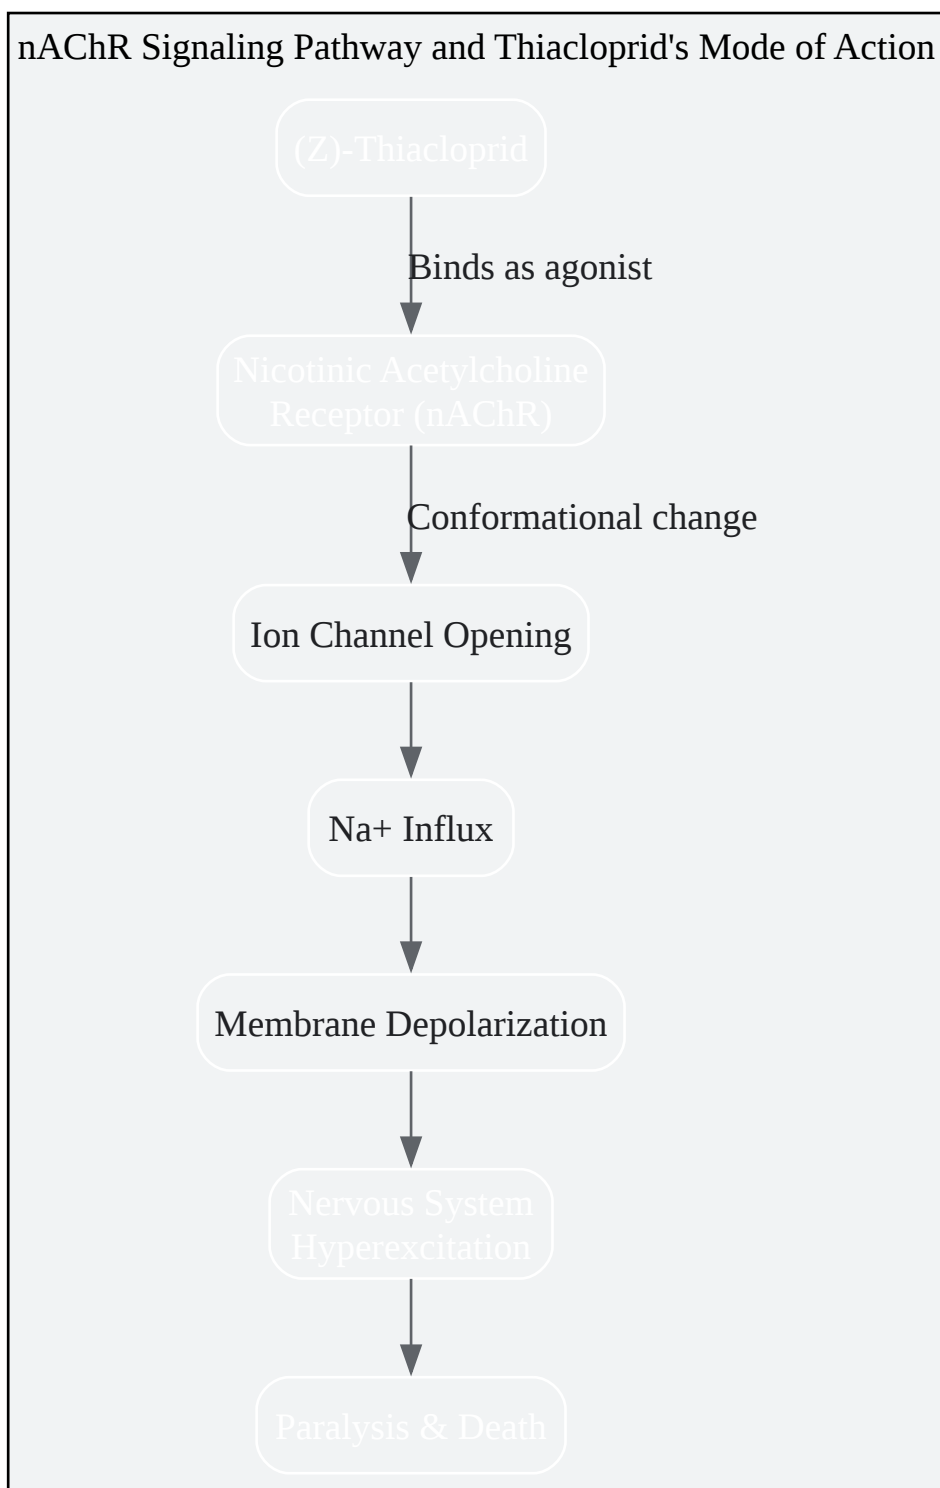 nAChR Signaling Pathway and Thiacloprid's Mode of Action
(Z)-Thiacloprid
Binds as agonist
Nicotinic Acetylcholine
Receptor (nAChR)
Conformational change
Ion Channel Opening
Na+ Influx
Membrane Depolarization
Nervous System
Hyperexcitation
Paralysis & Death